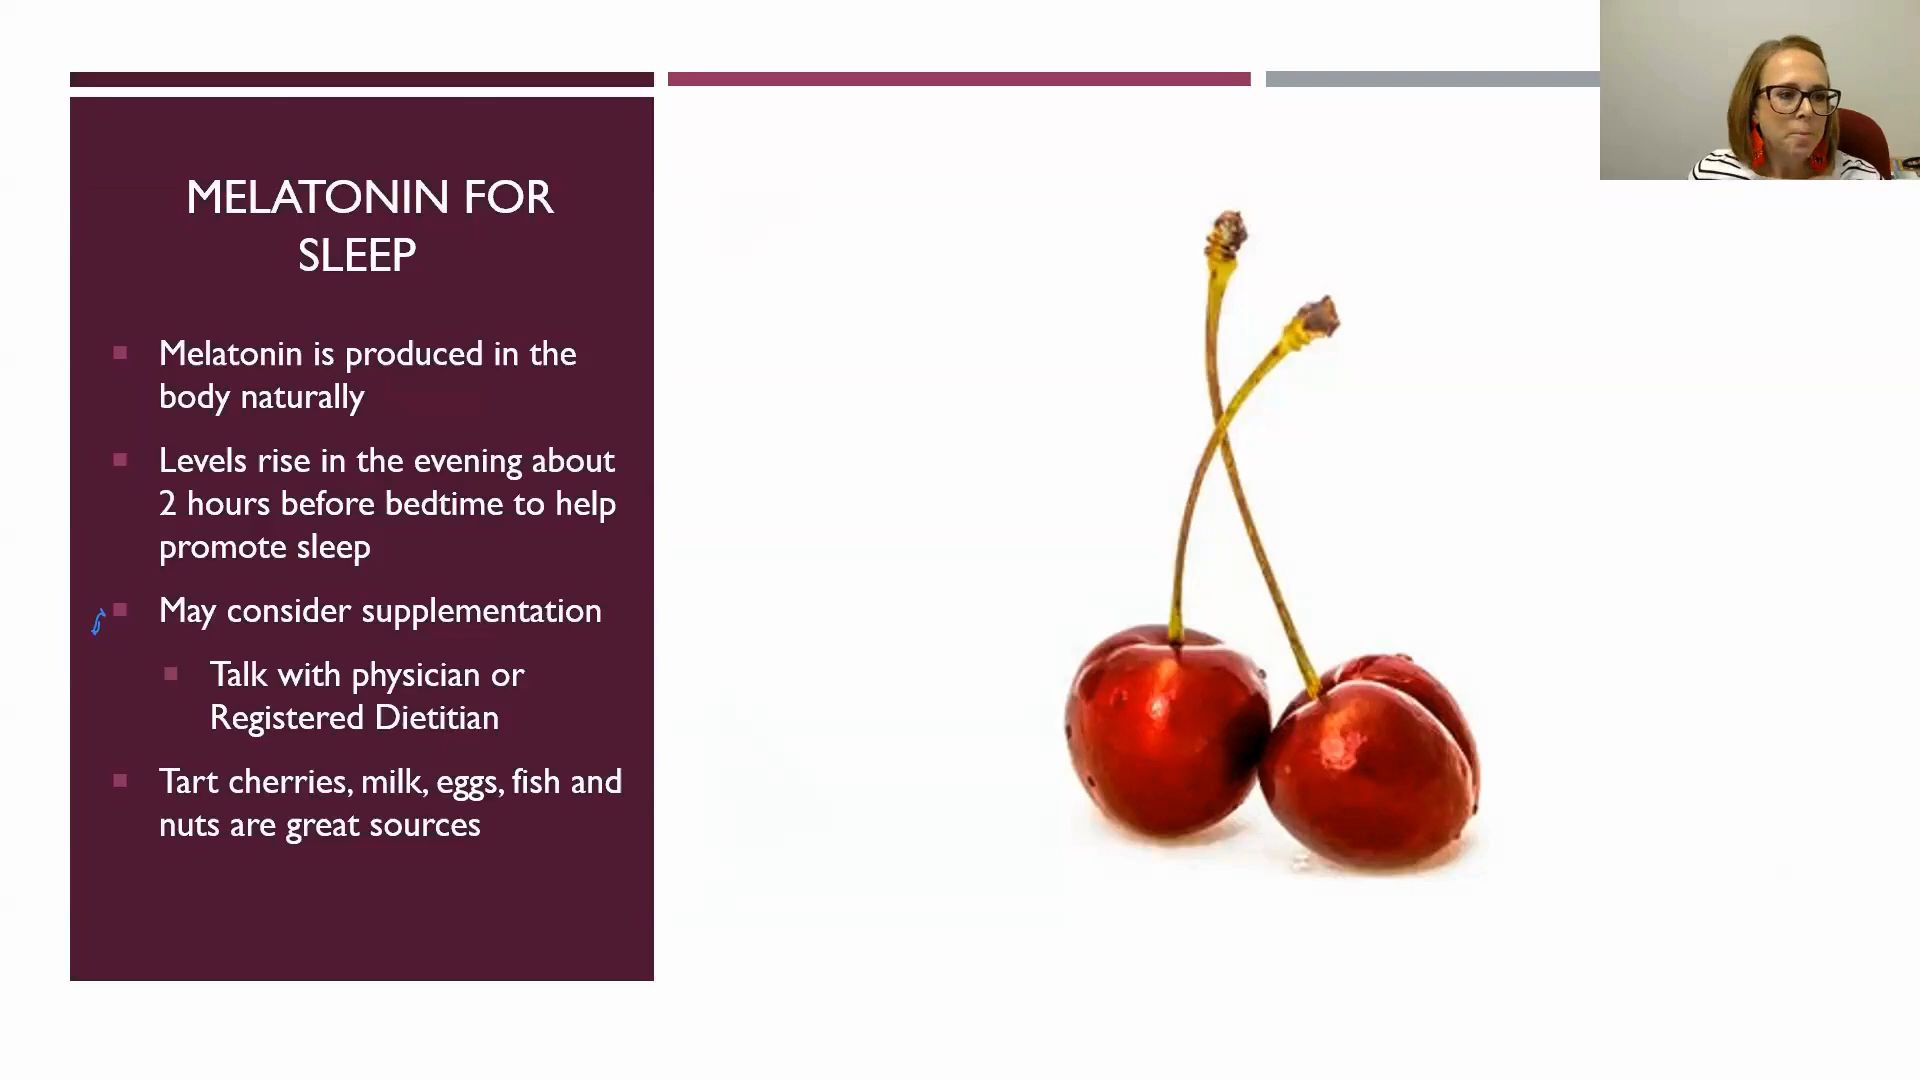 MELATONIN FOR
SLEEP
Melatonin is produced in the
body naturally
Levels rise in the evening about
2 hours before bedtime to help
promote sleep
May consider supplementation
Talk with physician or
Registered Dietitian
Tart cherries, milk, eggs, fish and
nuts are great sources